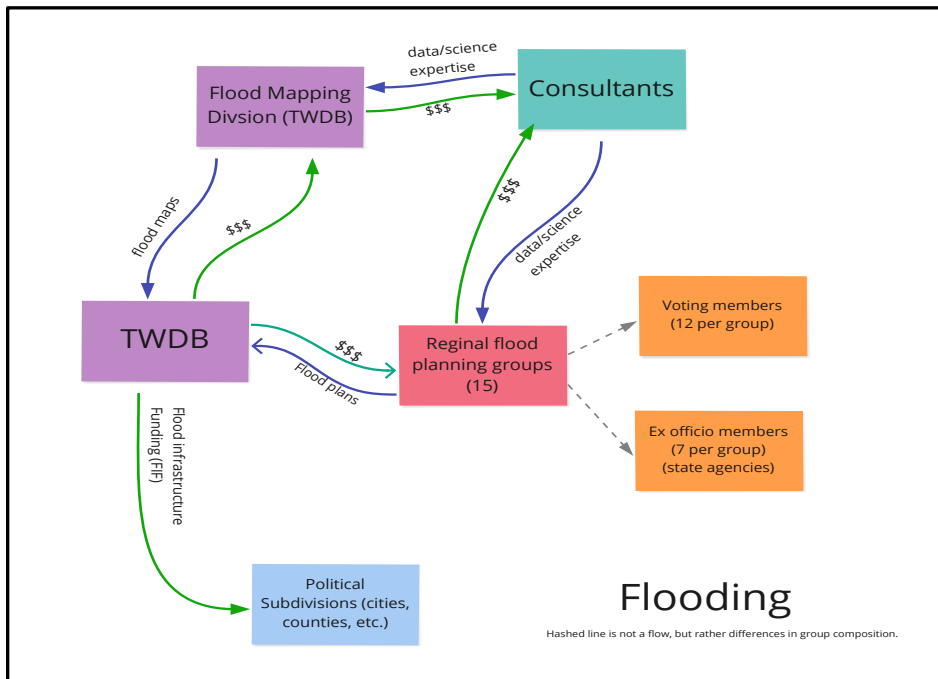 data/science
expertise
Flood Mapping
Divsion (TWDB)
Consultants
$$$
flood maps
$$$
$$$
data/science
expertise
TWDB
$$$
Flood plans
Reginal flood
planning groups
(15)
Voting members
(12 per group)
Ex officio members
(7 per group)
(state agencies)
Flood infrastructure
Funding (FIF)
Political
Subdivisions (cities,
counties, etc.)
Flooding
Hashed line is not a flow, but rather differences in group composition.